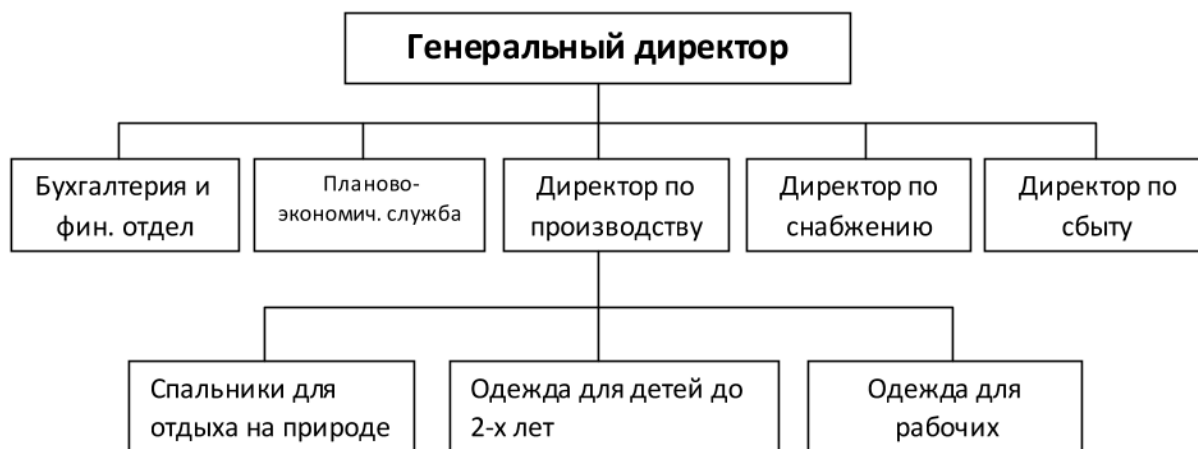 Генеральный директор
Бухгалтерия и
фин. отдел
Планово-
экономич. служба
Директор по
производству
Директор по
снабжению
Директор по
сбыту
Спальники для
отдыха на природе
Одежда для детей до
2-х лет
Одежда для
рабочих